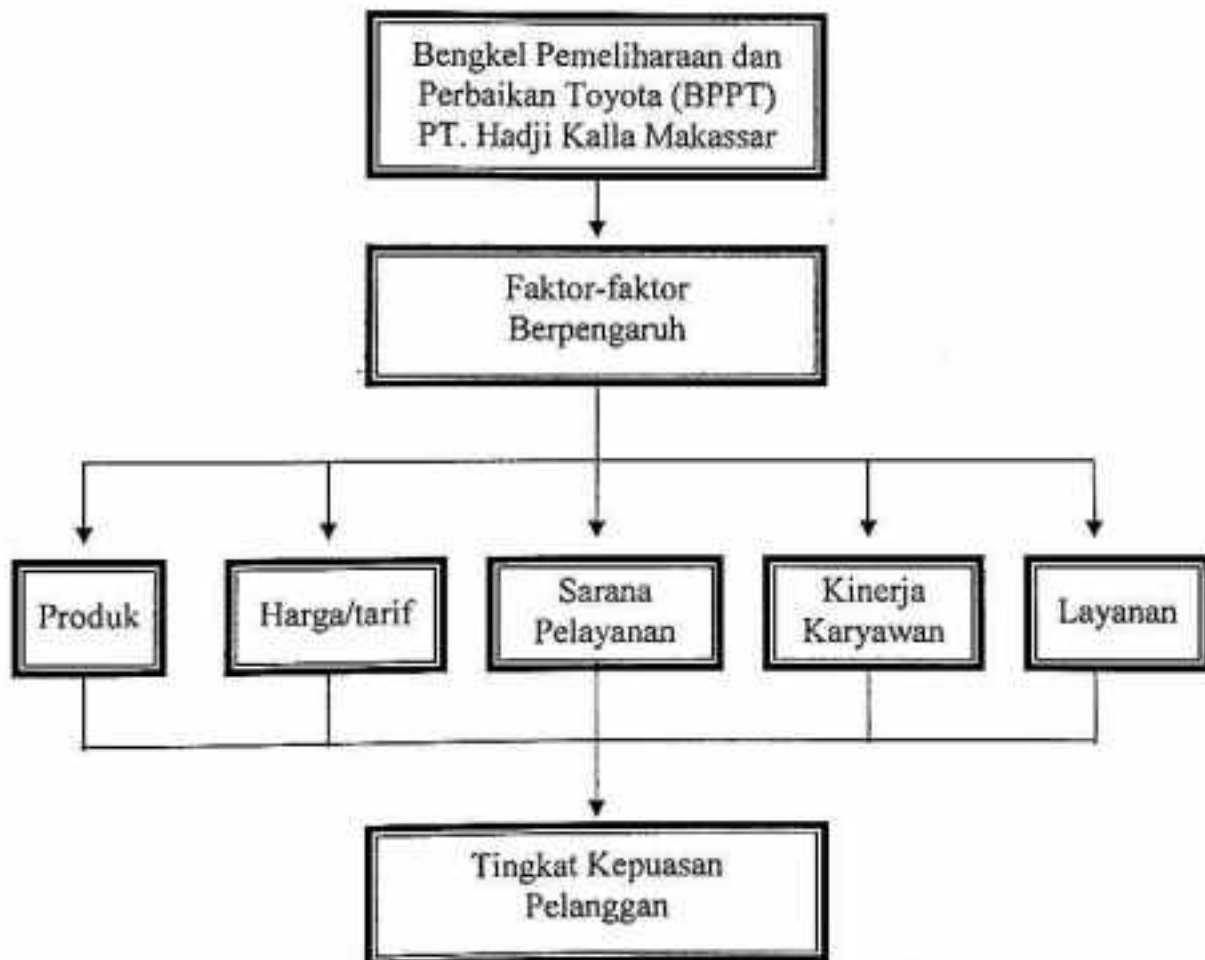 Bengkel Pemeliharaan dan
Perbaikan Toyota (BPPT)
PT. Hadji Kalla Makassar
Faktor-faktor
Berpengaruh
Produk
Harga/tarif
Sarana
Pelayanan
Kinerja
Karyawan
Layanan
Tingkat Kepuasan
Pelanggan